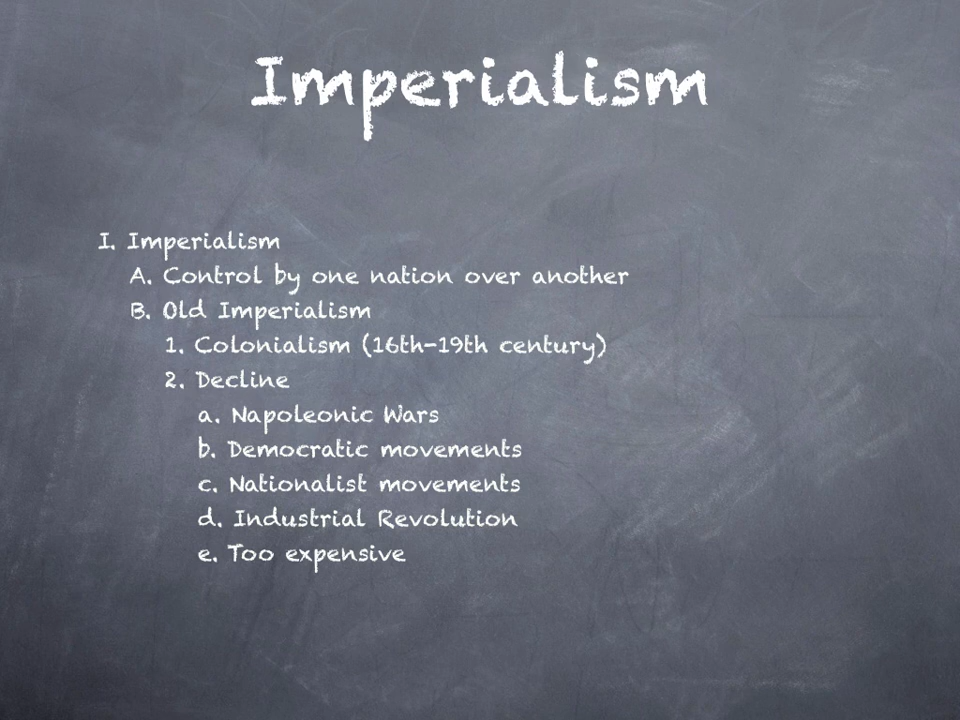 Imperialism
I. Imperialism
A. Control by one nation over another
B. Old Imperialism
1. Colonialism (16th-19th century)
2. Decline
a. Napoleonic Wars
b. Democratic movements
c. Nationalist movements
d. Industrial Revolution
e. Too expensive